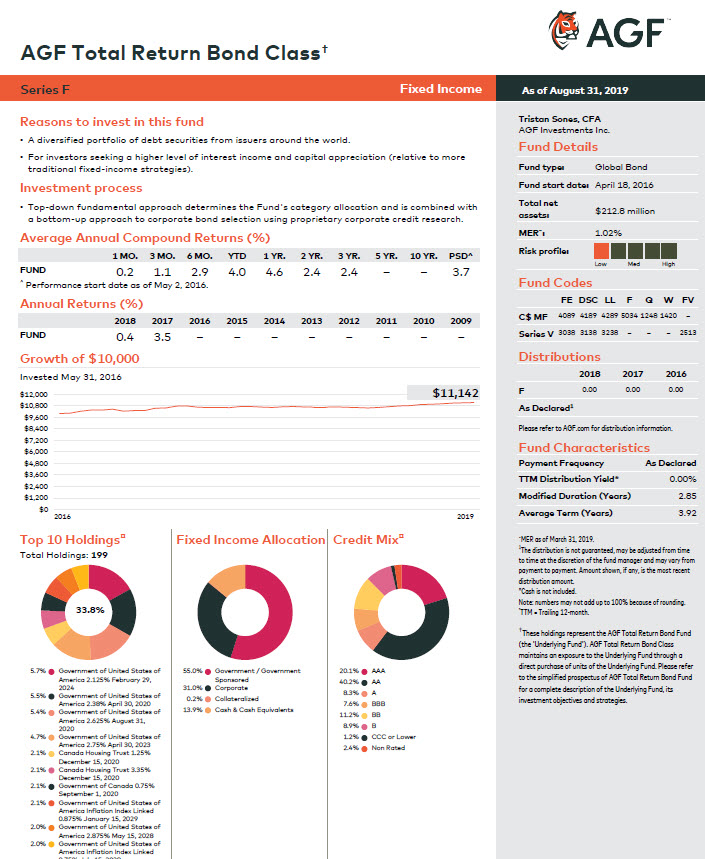 AGF™
AGF Total Return Bond Class†
Series F
Fixed Income
As of August 31, 2019
Reasons to invest in this fund
• A diversified portfolio of debt securities from issuers around the world.
• For investors seeking a higher level of interest income and capital appreciation (relative to more
traditional fixed-income strategies).
Investment process
• Top-down fundamental approach determines the Fund's category allocation and is combined with
a bottom-up approach to corporate bond selection using proprietary corporate credit research.
Average Annual Compound Returns (%)
1 MO. 3 MO. 6 MO. YTD 1 YR. 2 YR. 3 YR. 5 YR. 10 YR. PSD^
FUND 0.2 1.1 2.9 4.0 4.6 2.4 2.4 – – 3.7
^ Performance start date as of May 2, 2016.
Annual Returns (%)
2018 2017 2016 2015 2014 2013 2012 2011 2010 2009
FUND 0.4 3.5 – – – – – – – –
Growth of $10,000
Invested May 31, 2016
$11,142
$12,000
$10,800
$9,600
$8,400
$7,200
$6,000
$4,800
$3,600
$2,400
$1,200
$0
2016 2019
Top 10 Holdings¤
Total Holdings: 199
33.8%
5.7% Government of United States of
America 2.125% February 29,
2024
5.5% Government of United States of
America 2.38% April 30, 2020
5.4% Government of United States of
America 2.625% August 31,
2020
4.7% Government of United States of
America 2.75% April 30, 2023
2.1% Canada Housing Trust 1.25%
December 15, 2020
2.1% Canada Housing Trust 3.35%
December 15, 2020
2.1% Government of Canada 0.75%
September 1, 2020
2.1% Government of United States of
America Inflation Index Linked
0.875% January 15, 2029
2.0% Government of United States of
America 2.875% May 15, 2028
2.0% Government of United States of
America Inflation Index Linked
Fixed Income Allocation
55.0% Government / Government
Sponsored
31.0% Corporate
0.2% Collateralized
13.9% Cash & Cash Equivalents
Credit Mix¤
20.1% AAA
40.2% AA
8.3% A
7.6% BBB
11.2% BB
8.9% B
1.2% CCC or Lower
2.4% Non Rated
Tristan Sones, CFA
AGF Investments Inc.
Fund Details
Fund type: Global Bond
Fund start date: April 18, 2016
Total net
assets: $212.8 million
MER~: 1.02%
Risk profile:
Low Med High
Fund Codes
FE DSC LL F Q W FV
C$ MF 4089 4189 4289 5034 1248 1420 –
Series V 3038 3138 3238 – – – 2513
Distributions
2018 2017 2016
F 0.00 0.00 0.00
As Declared‡
Please refer to AGF.com for distribution information.
Fund Characteristics
Payment Frequency As Declared
TTM Distribution Yield* 0.00%
Modified Duration (Years) 2.85
Average Term (Years) 3.92
~MER as of March 31, 2019.
‡The distribution is not guaranteed, may be adjusted from time
to time at the discretion of the fund manager and may vary from
payment to payment. Amount shown, if any, is the most recent
distribution amount.
¤Cash is not included.
Note: numbers may not add up to 100% because of rounding.
*TTM = Trailing 12-month.
†These holdings represent the AGF Total Return Bond Fund
(the 'Underlying Fund'). AGF Total Return Bond Class
maintains an exposure to the Underlying Fund through a
direct purchase of units of the Underlying Fund. Please refer
to the simplified prospectus of AGF Total Return Bond Fund
for a complete description of the Underlying Fund, its
investment objectives and strategies.